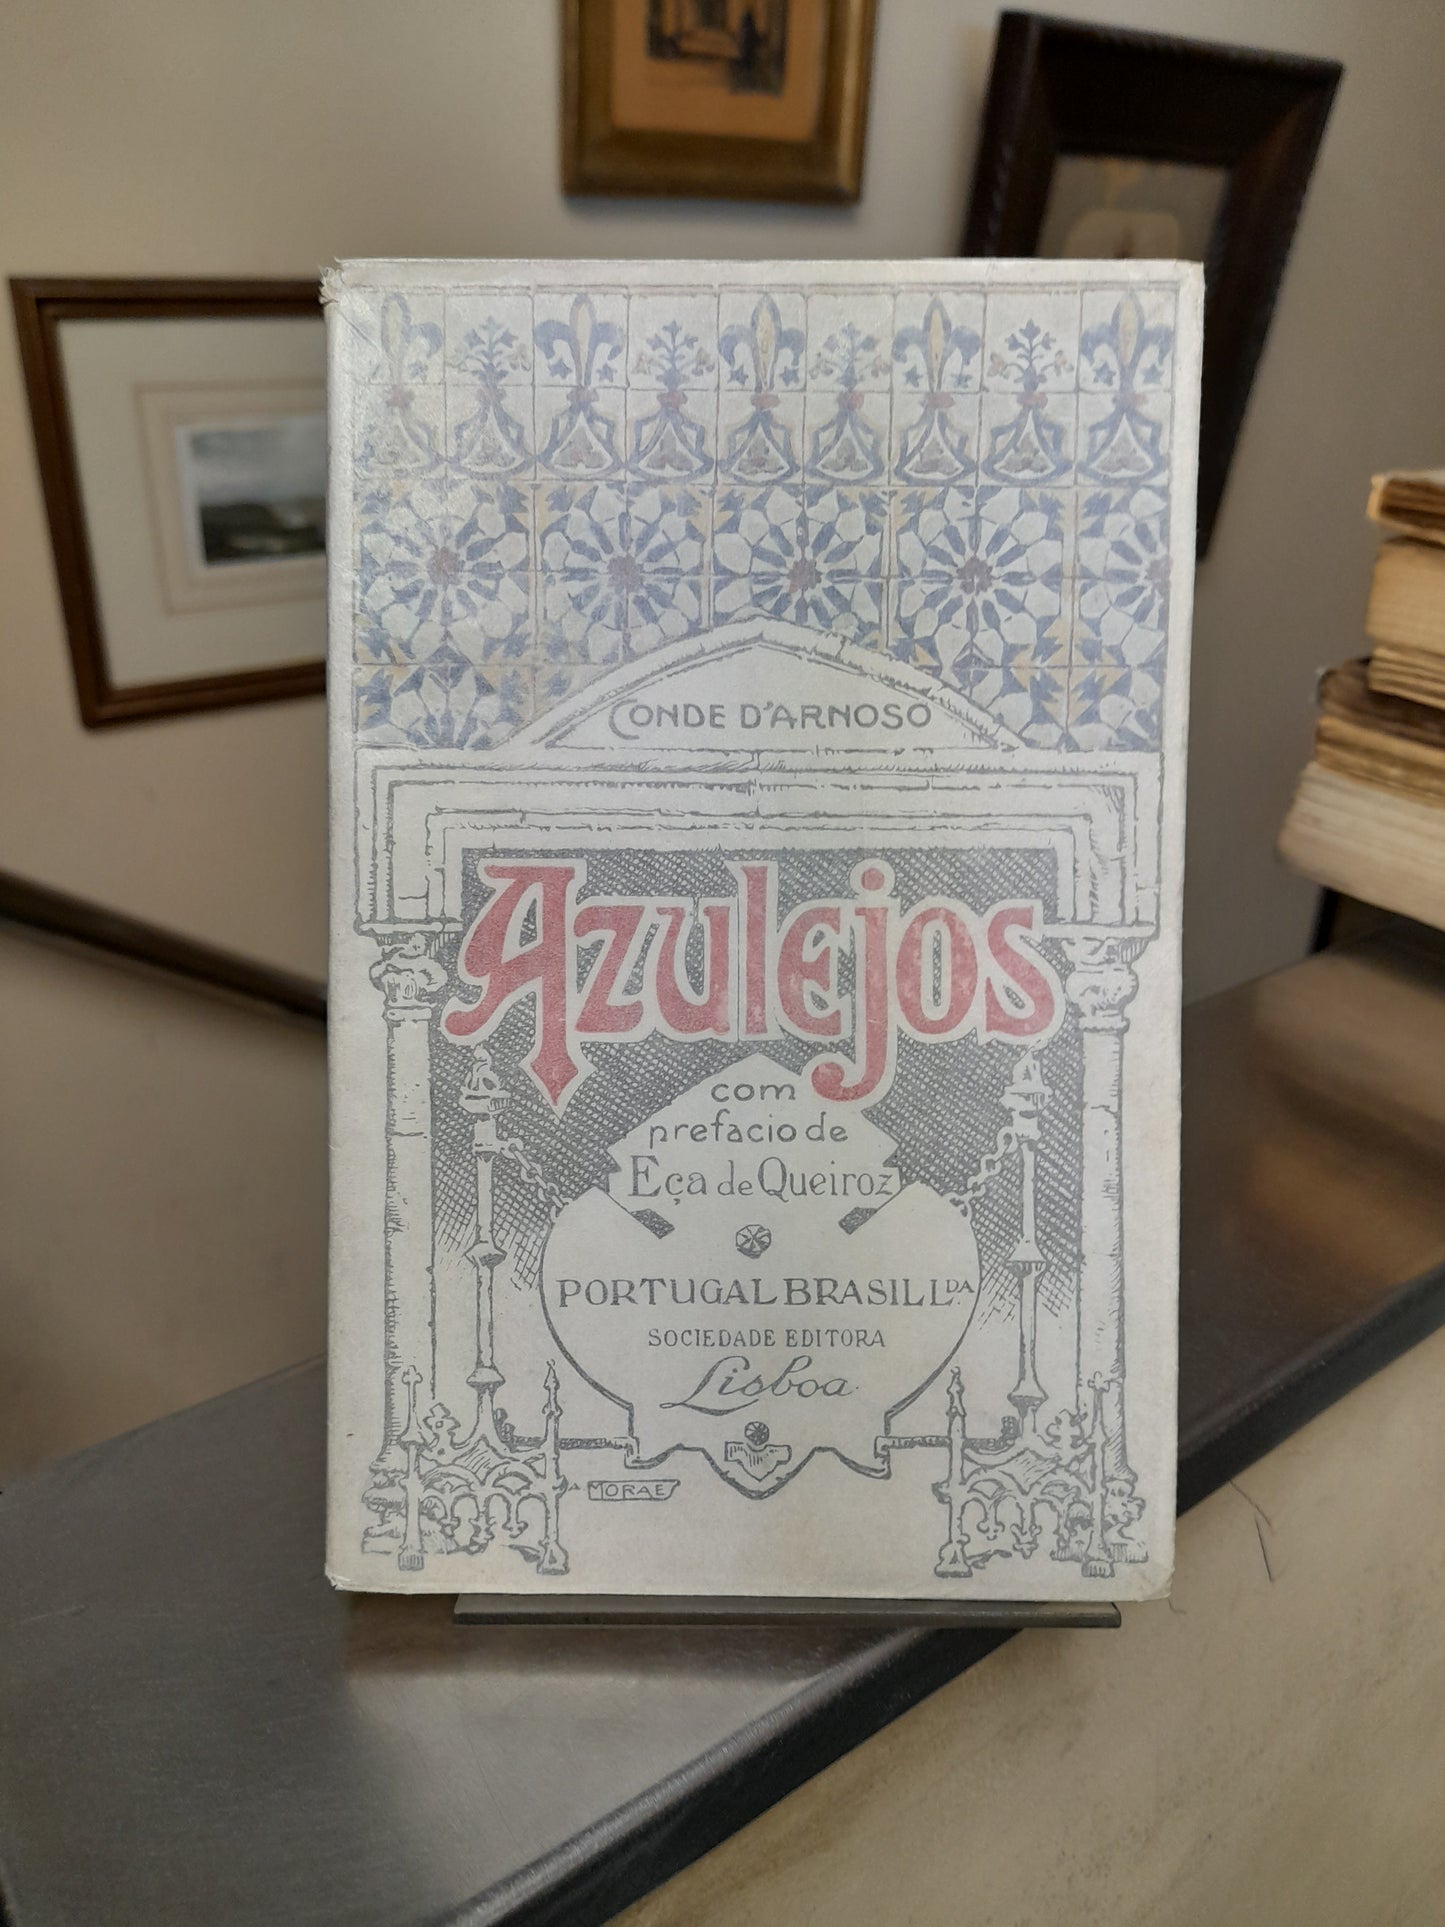 CONDE D'ARNOSO
Azulejos
com
prefacio de
Eça de Queiroz
PORTUGAL BRASIL LDA.
SOCIEDADE EDITORA
Lisboa
A MORAES